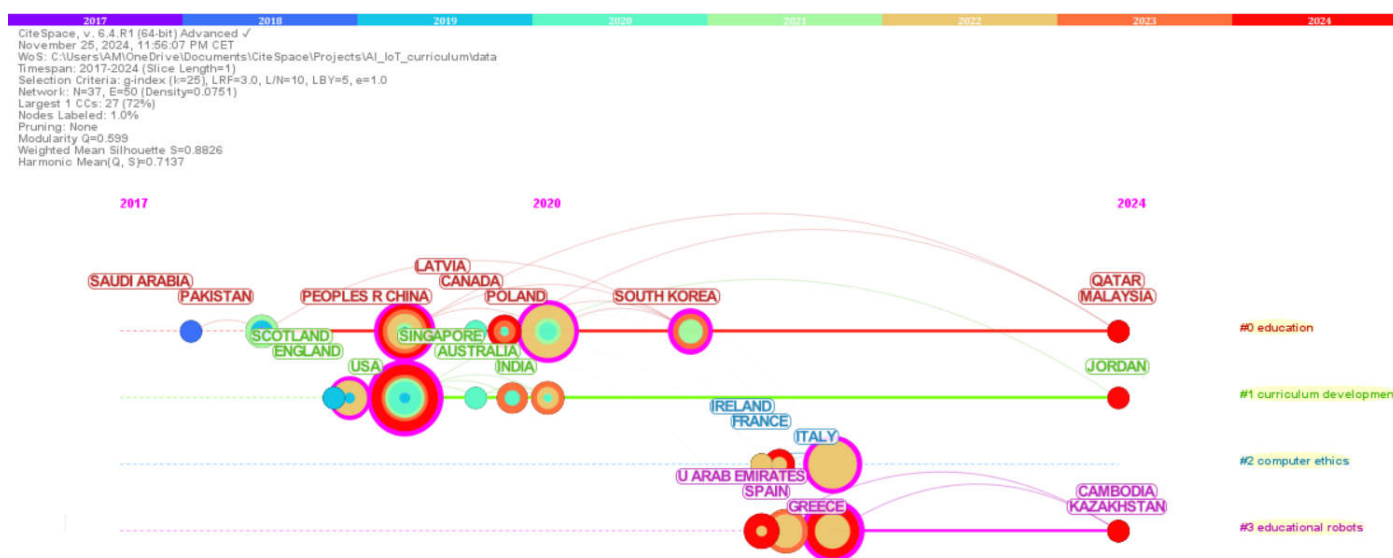 2017 2018 2019 2020 2021 2022 2023 2024
CiteSpace, v. 6.4.R1 (64-bit) Advanced ✓
November 25, 2024, 11:56:07 PM CET
WoS: C:\Users\AM\OneDrive\Documents\CiteSpace\Projects\AI_IoT_curriculum\data
Timespan: 2017-2024 (Slice Length=1)
Selection Criteria: g-index (k=25), LRF=3.0, L/N=10, LBY=5, e=1.0
Network: N=37, E=50 (Density=0.0751)
Largest 1 CCs: 27 (72%)
Nodes Labeled: 1.0%
Pruning: None
Modularity Q=0.599
Weighted Mean Silhouette S=0.8826
Harmonic Mean(Q, S)=0.7137
2017 2020 2024
LATVIA
SAUDI ARABIA CANADA QATAR
PAKISTAN PEOPLES R CHINA POLAND SOUTH KOREA MALAYSIA
#0 education
SCOTLAND SINGAPORE
ENGLAND AUSTRALIA
USA INDIA JORDAN
#1 curriculum developmen
IRELAND
FRANCE
ITALY
#2 computer ethics
U ARAB EMIRATES
SPAIN CAMBODIA
GREECE KAZAKHSTAN
#3 educational robots